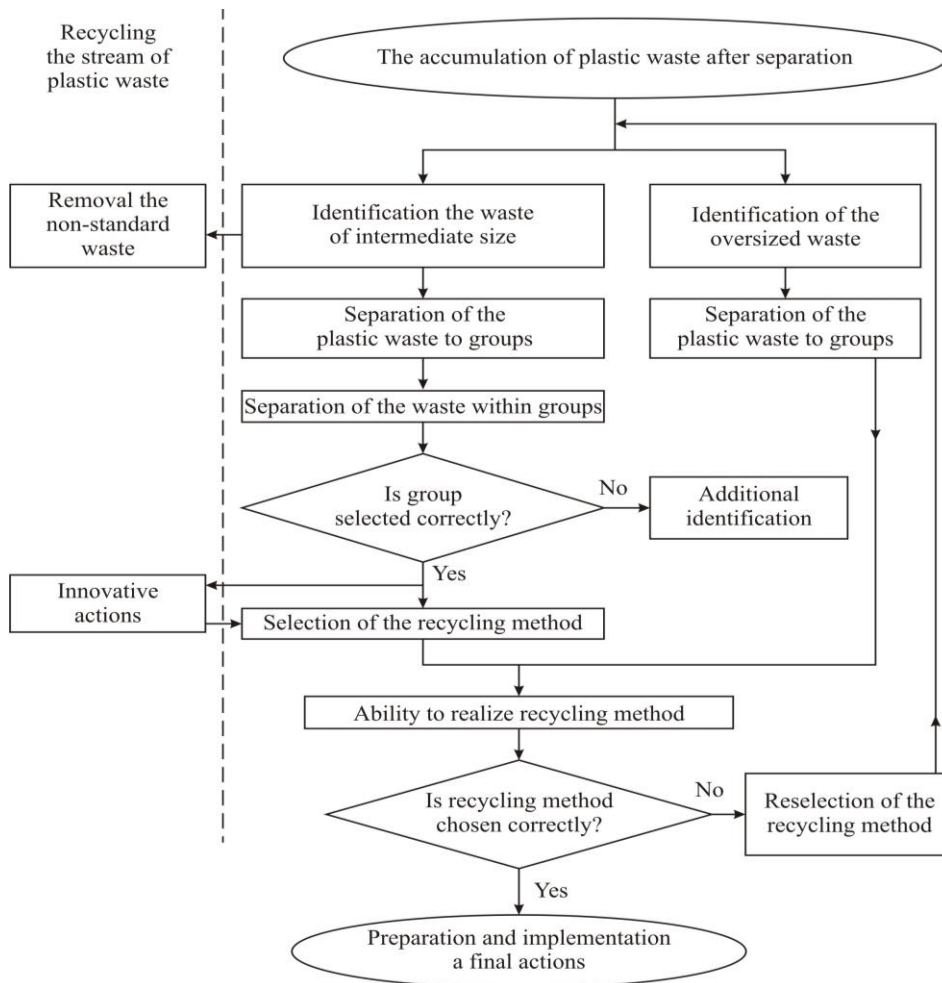 Recycling
the stream of
plastic waste
The accumulation of plastic waste after separation
Removal the
non-standard
waste
Identification the waste
of intermediate size
Identification of the
oversized waste
Separation of the
plastic waste to groups
Separation of the
plastic waste to groups
Separation of the waste within groups
Is group
selected correctly?
No
Additional
identification
Yes
Innovative
actions
Selection of the recycling method
Ability to realize recycling method
Is recycling method
chosen correctly?
No
Reselection of the
recycling method
Yes
Preparation and implementation
a final actions